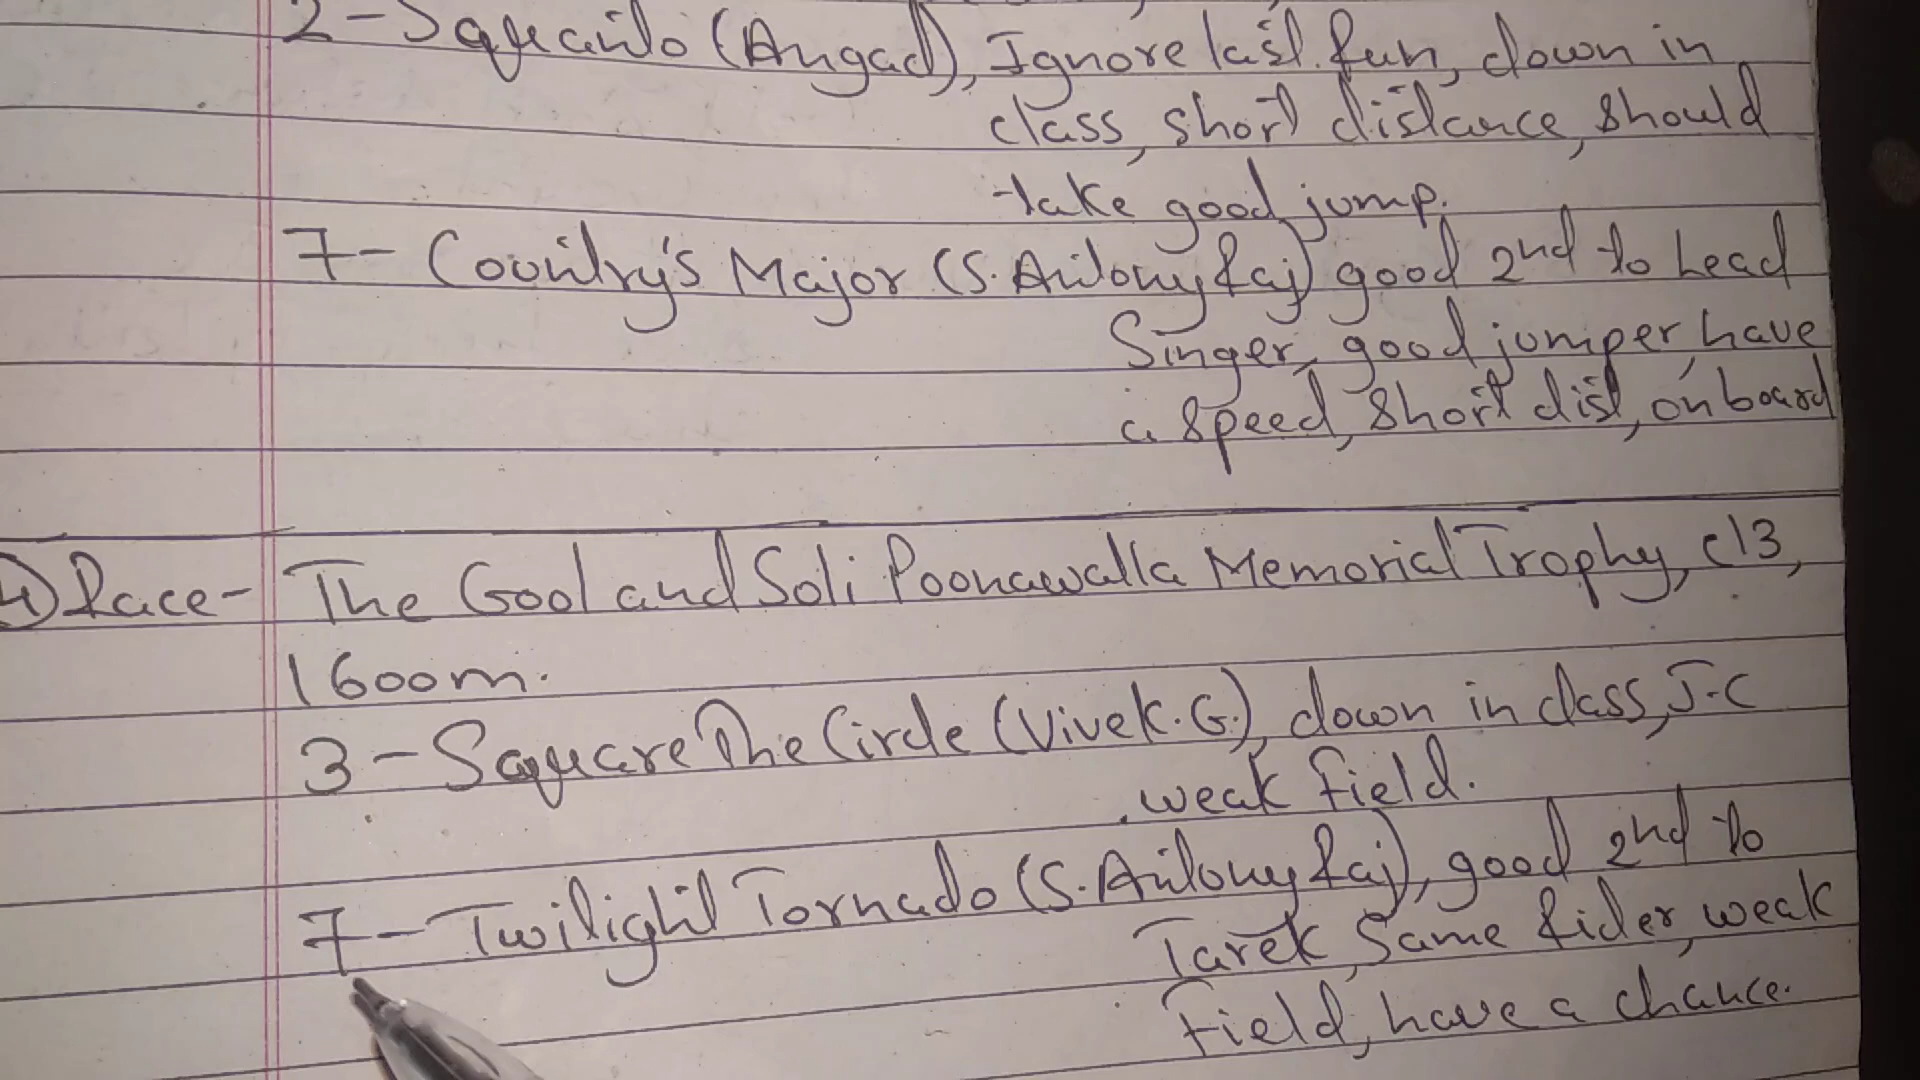 2-Squanto (Angad), Ignore last run, down in
class, short distance, should
take good jump.
7- Country's Major (S. Antony Raj) good 2nd to Lead
Singer, good jumper, have
a speed, short dist, on board
4) Race- The Gool and Soli Poonawalla Memorial Trophy, cl3,
1600m.
3-Square The Circle (Vivek. G.), down in class, J-C
weak field.
7-Twilight Tornado (S. Antony Raj), good 2nd to
Tarek, Same Rider, weak
Field, have a chance.